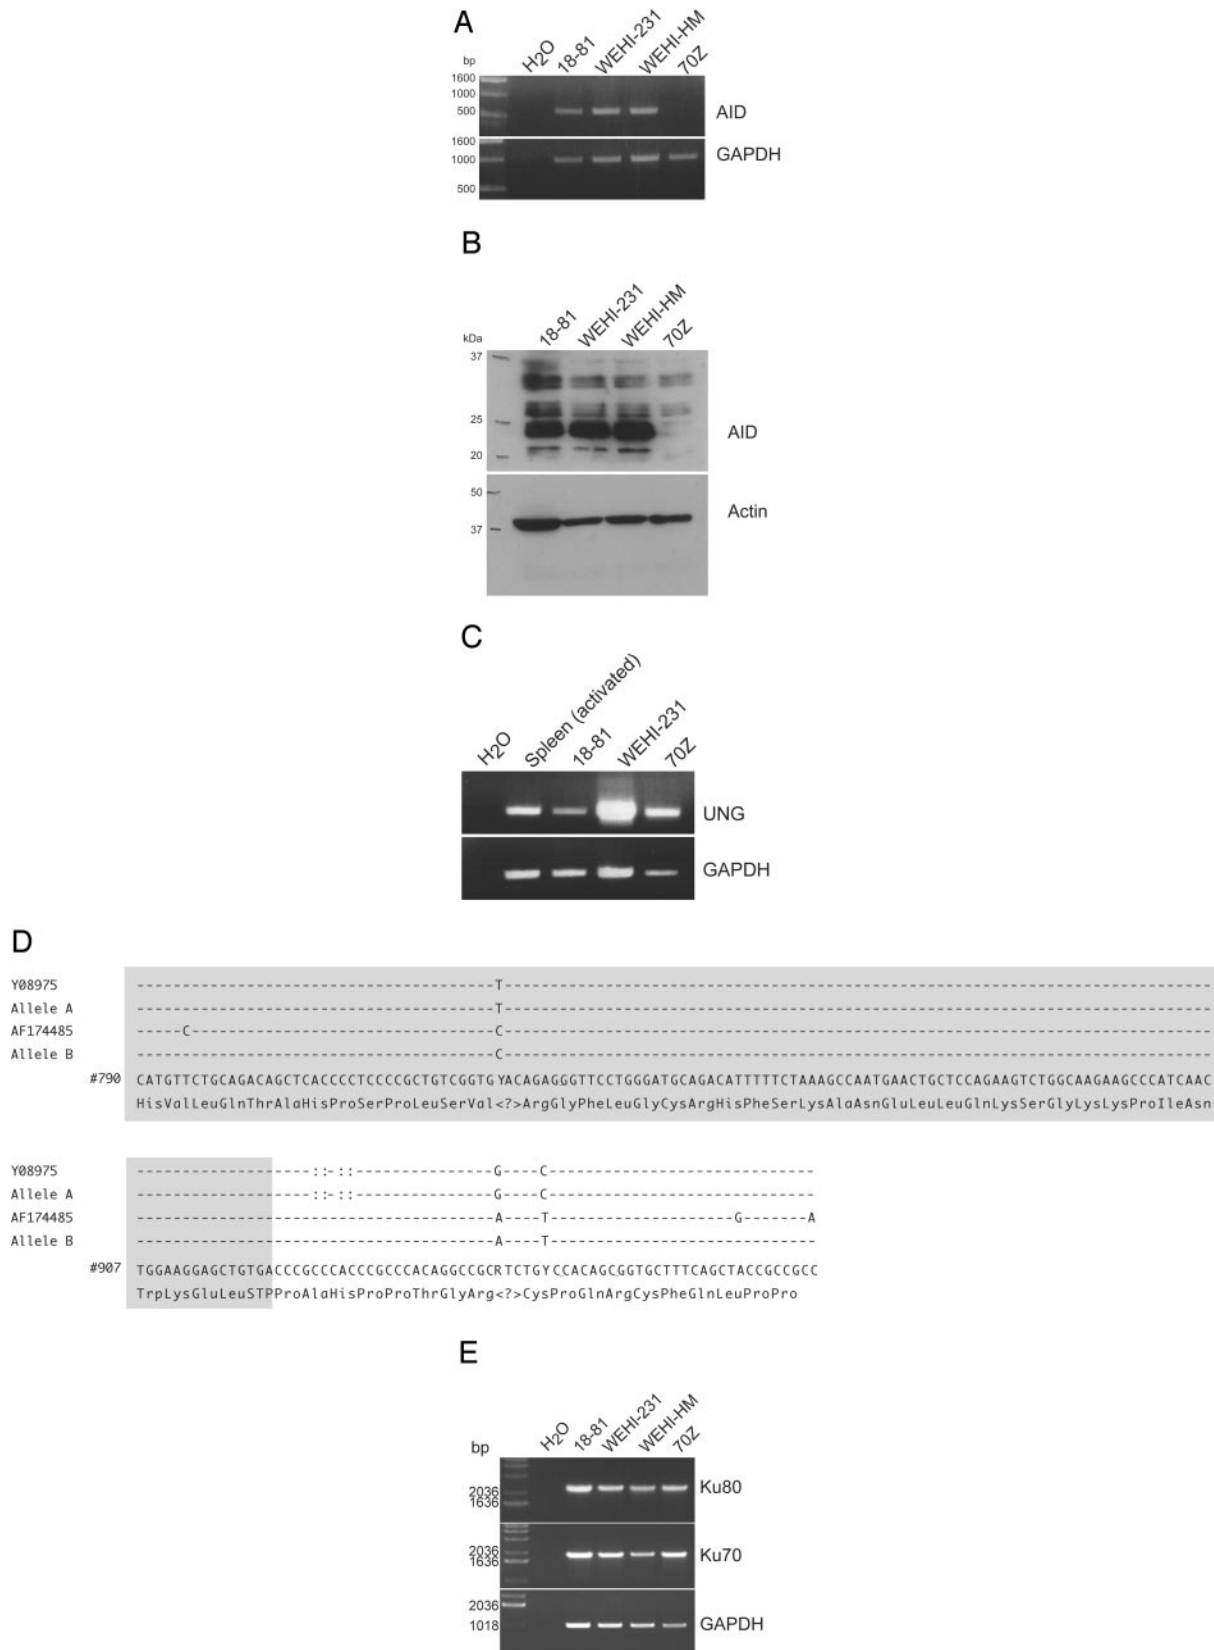 A
bp
H2O
18-81
WEHI-231
WEHI-HM
70Z
1600
1000
500
AID
1600
1000
500
GAPDH
B
kDa
18-81
WEHI-231
WEHI-HM
70Z
37
25
20
AID
50
37
Actin
C
H2O
Spleen (activated)
18-81
WEHI-231
70Z
UNG
GAPDH
D
Y08975 ---------------------------------------T-----------------------------------------------------------------------------
Allele A ---------------------------------------T-----------------------------------------------------------------------------
AF174485 -----C---------------------------------C-----------------------------------------------------------------------------
Allele B ---------------------------------------C-----------------------------------------------------------------------------
#790 CATGTTCTGCAGACAGCTCACCCCTCCCCGCTGTCGGTGYACAGAGGGTTCCTGGGATGCAGACATTTTTCTAAAGCCAATGAACTGCTCCAGAAGTCTGGCAAGAAGCCCATCAAC
HisValLeuGlnThrAlaHisProSerProLeuSerVal<?>ArgGlyPheLeuGlyCysArgHisPheSerLysAlaAsnGluLeuLeuGlnLysSerGlyLysLysProIleAsn
Y08975 -------------------::-::---------------G----C-----------------------------
Allele A -------------------::-::---------------G----C-----------------------------
AF174485 ---------------------------------------A----T--------------------G-------A
Allele B ---------------------------------------A----T-----------------------------
#907 TGGAAGGAGCTGTGACCCGCCCACCCGCCCACAGGCCGCRTCTGYCCACAGCGGTGCTTTCAGCTACCGCCGCC
TrpLysGluLeuSTPProAlaHisProProThrGlyArg<?>CysProGlnArgCysPheGlnLeuProPro
E
bp
H2O
18-81
WEHI-231
WEHI-HM
70Z
2036
1636
Ku80
2036
1636
Ku70
2036
1018
GAPDH